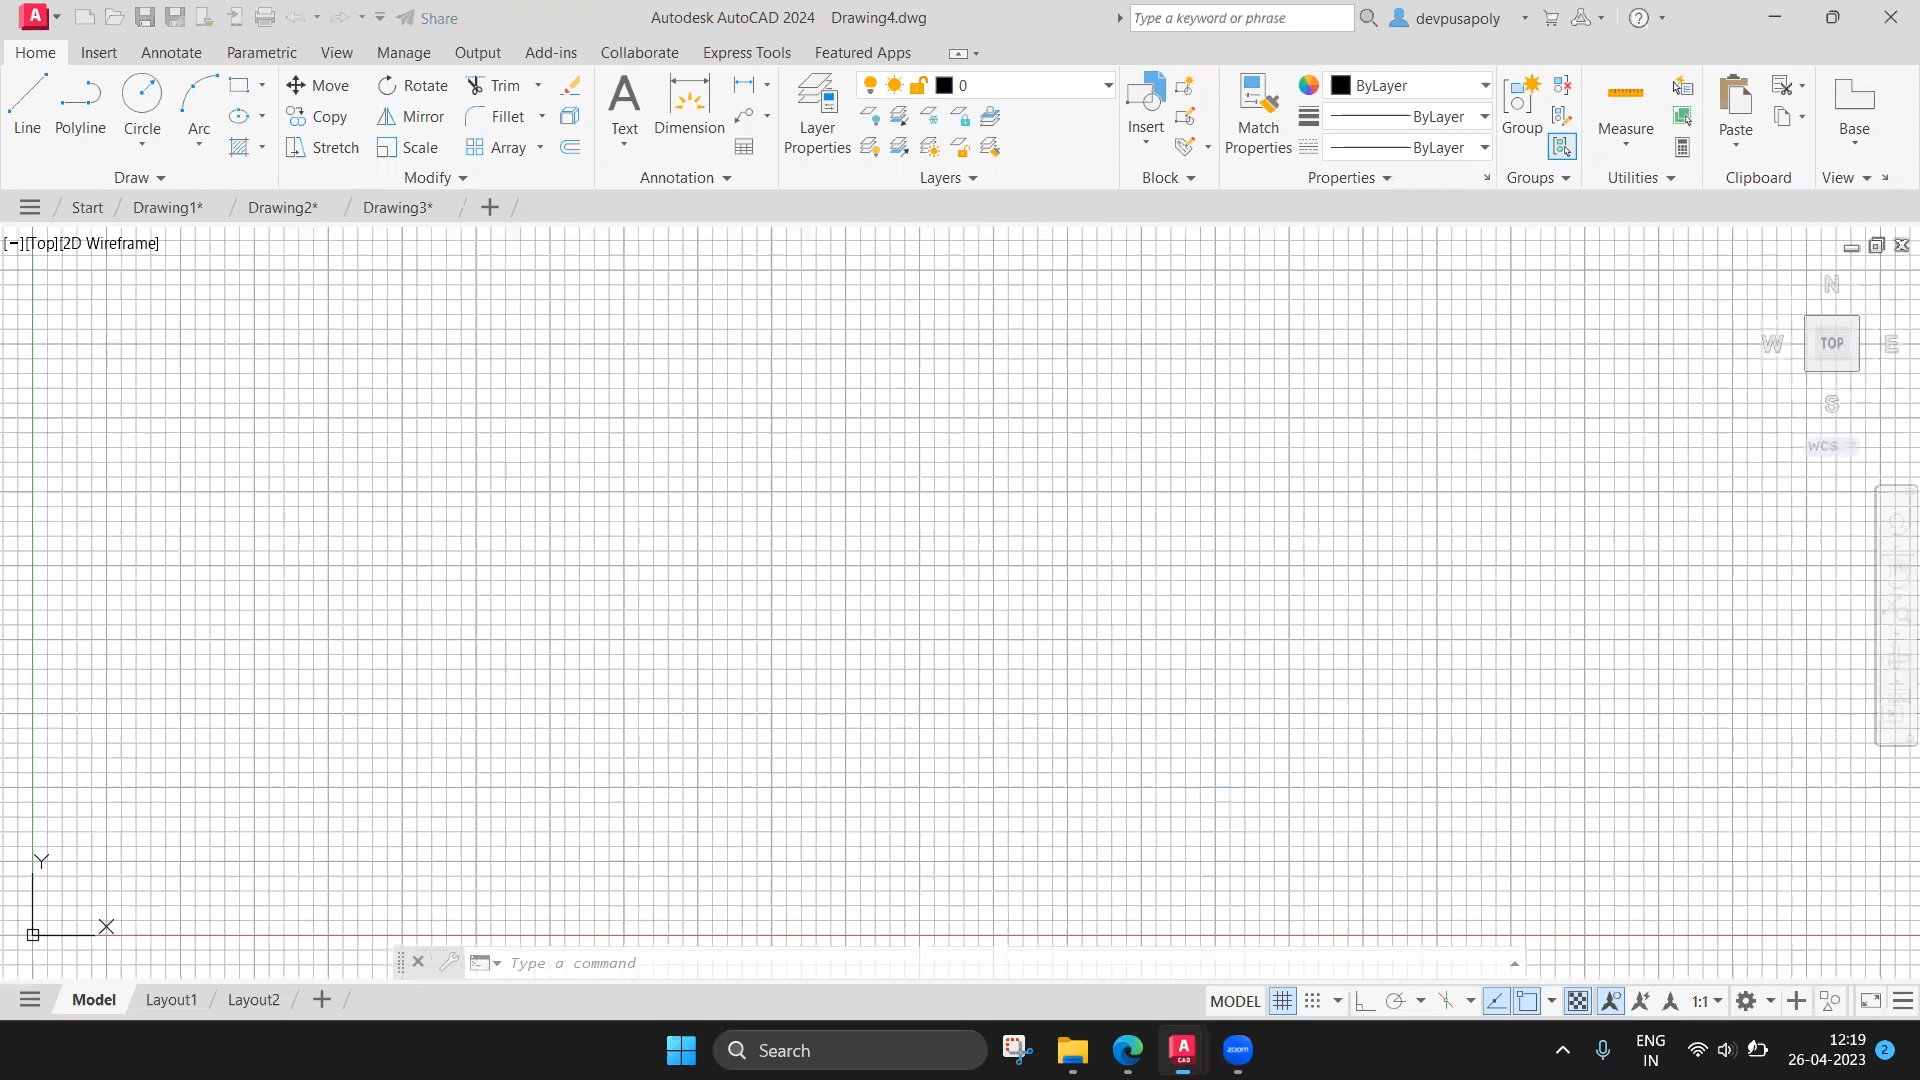 Share
Autodesk AutoCAD 2024 Drawing4.dwg
Type a keyword or phrase
devpusapoly
Home Insert Annotate Parametric View Manage Output Add-ins Collaborate Express Tools Featured Apps
Line
Polyline
Circle
Arc
Move
Rotate
Trim
Copy
Mirror
Fillet
Stretch
Scale
Array
Text
Dimension
Layer
Properties
0
Insert
Match
Properties
ByLayer
ByLayer
ByLayer
Group
Measure
Paste
Base
Draw
Modify
Annotation
Layers
Block
Properties
Groups
Utilities
Clipboard
View
Start
Drawing1*
Drawing2*
Drawing3*
[−][Top][2D Wireframe]
N
W
TOP
E
S
WCS
Y
X
Type a command
Model
Layout1
Layout2
MODEL
1:1
Search
A
CAD
zoom
ENG
IN
12:19
26-04-2023
2